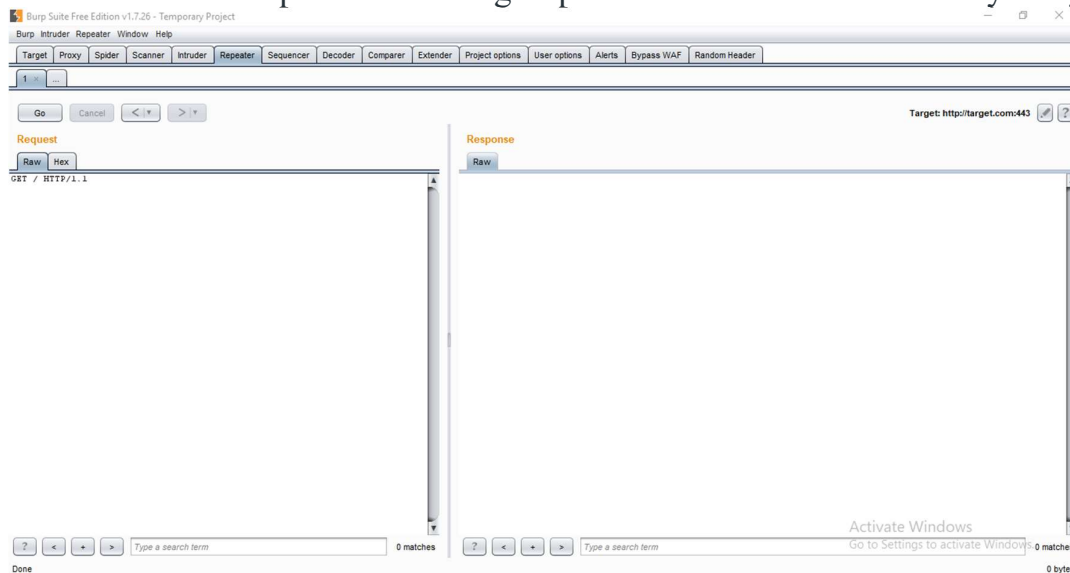 Burp Suite Free Edition v1.7.26 - Temporary Project
Burp Intruder Repeater Window Help
Target Proxy Spider Scanner Intruder Repeater Sequencer Decoder Comparer Extender Project options User options Alerts Bypass WAF Random Header
1 × ...
Go Cancel < > Target: http://target.com:443 ?
Request Response
Raw Hex Raw
GET / HTTP/1.1
Activate Windows
Go to Settings to activate Windows.
? < + > Type a search term 0 matches ? < + > Type a search term 0 matche
Done 0 byte